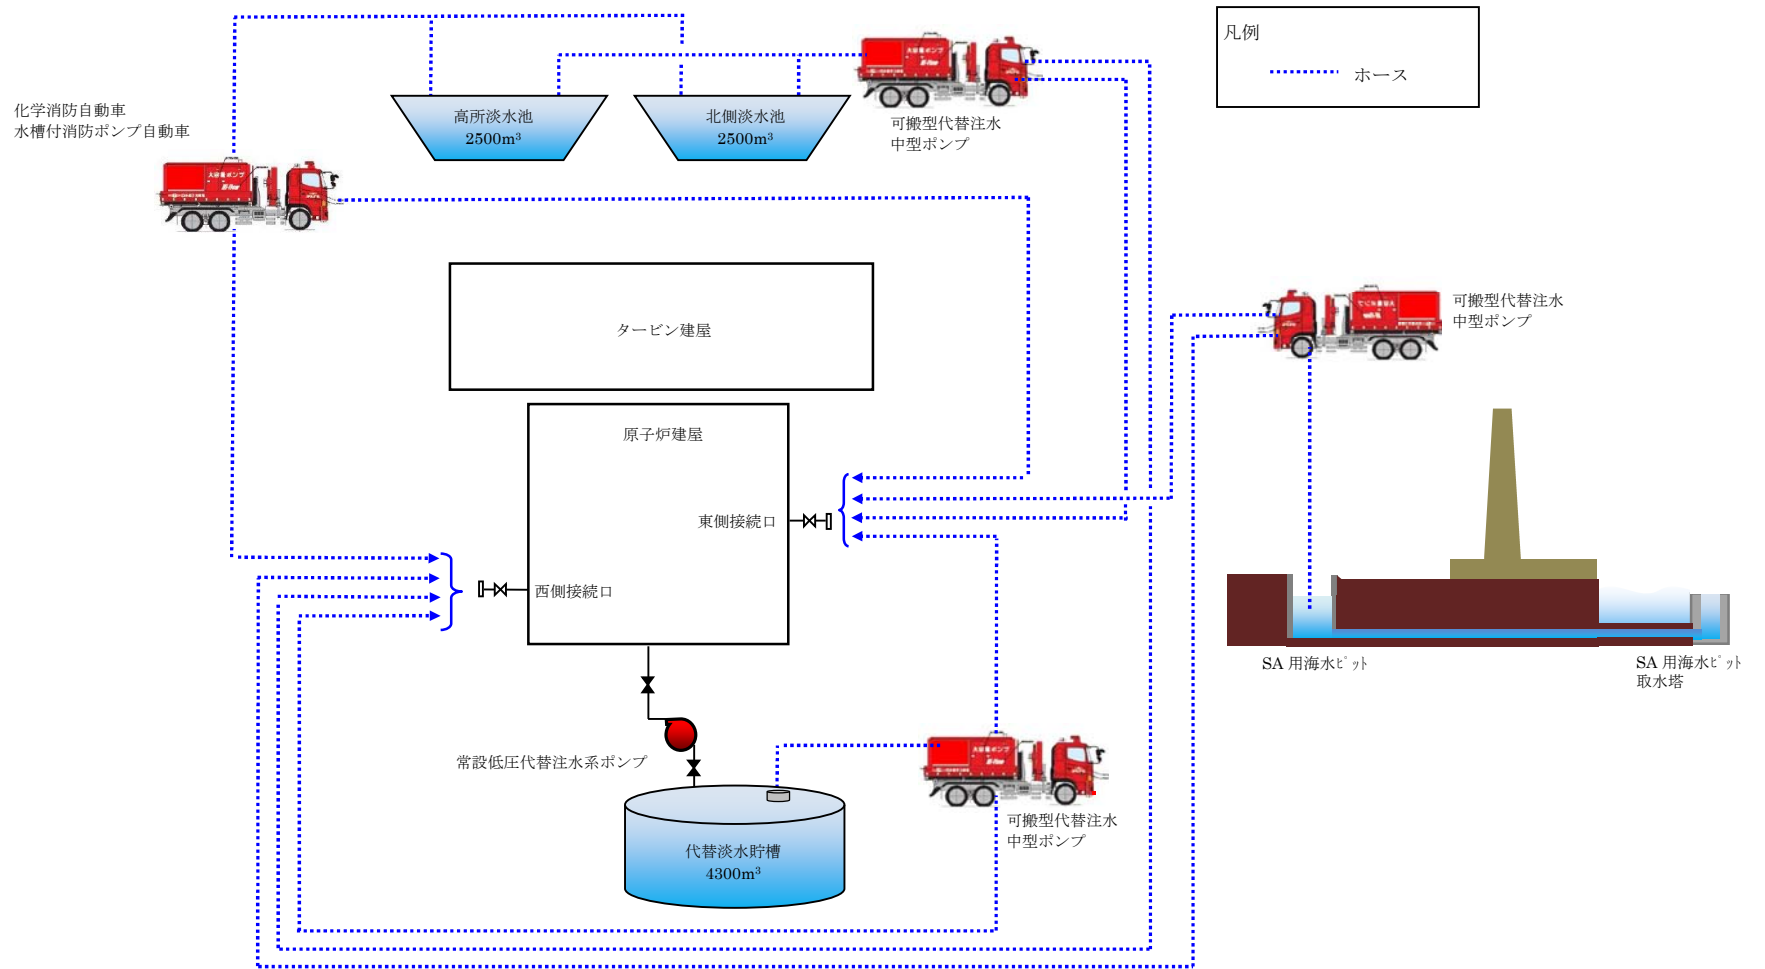 凡例
ホース
化学消防自動車
水槽付消防ポンプ自動車
高所淡水池
2500m³
北側淡水池
2500m³
可搬型代替注水
中型ポンプ
タービン建屋
可搬型代替注水
中型ポンプ
原子炉建屋
東側接続口
西側接続口
SA 用海水ﾋﾟｯﾄ
SA 用海水ﾋﾟｯﾄ
取水塔
常設低圧代替注水系ポンプ
可搬型代替注水
中型ポンプ
代替淡水貯槽
4300m³